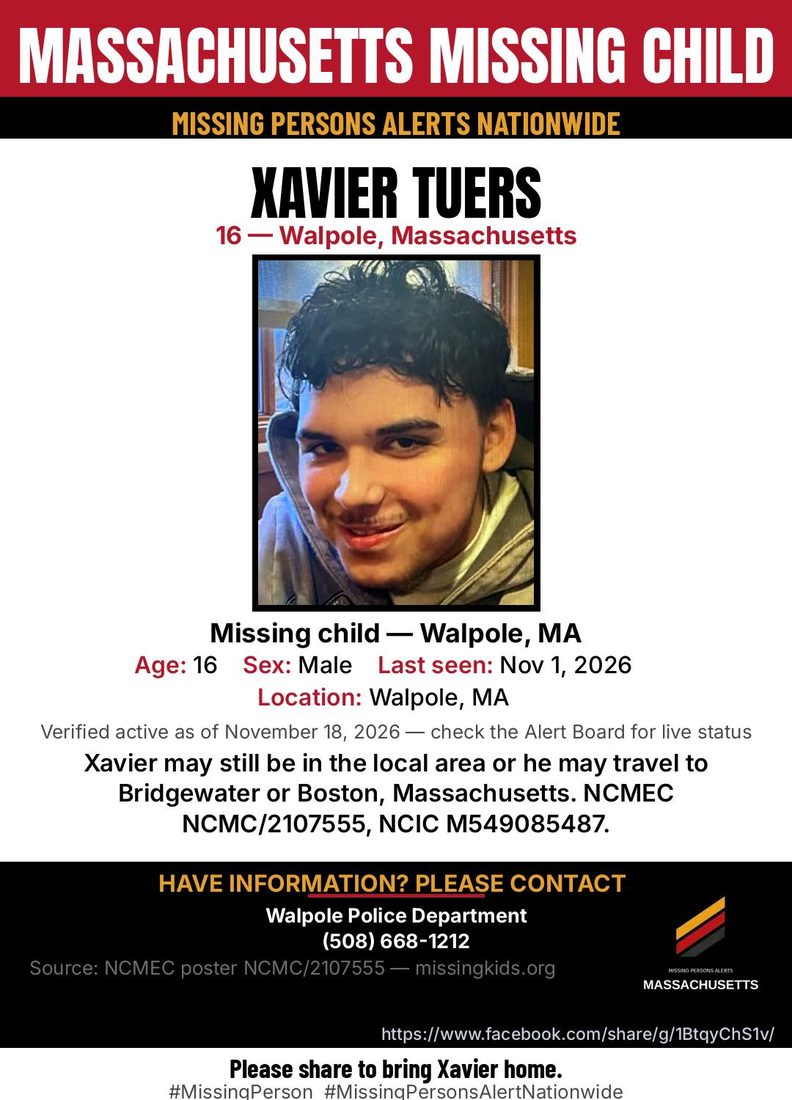 MASSACHUSETTS MISSING CHILD
MISSING PERSONS ALERTS NATIONWIDE
XAVIER TUERS
16 — Walpole, Massachusetts
Missing child — Walpole, MA
Age: 16 Sex: Male Last seen: Nov 1, 2026
Location: Walpole, MA
Verified active as of November 18, 2026 — check the Alert Board for live status
Xavier may still be in the local area or he may travel to
Bridgewater or Boston, Massachusetts. NCMEC
NCMC/2107555, NCIC M549085487.
HAVE INFORMATION? PLEASE CONTACT
Walpole Police Department
(508) 668-1212
Source: NCMEC poster NCMC/2107555 — missingkids.org
MISSING PERSONS ALERTS
MASSACHUSETTS
https://www.facebook.com/share/g/1BtqyChS1v/
Please share to bring Xavier home.
#MissingPerson #MissingPersonsAlertNationwide